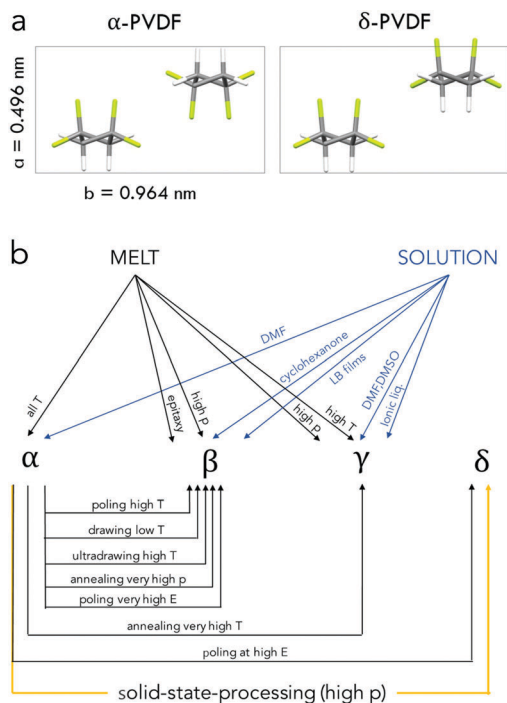 a
α-PVDF
δ-PVDF
a = 0.496 nm
b = 0.964 nm
b
MELT
SOLUTION
DMF
cyclohexanone
LB films
DMF,DMSO
Ionic liq.
all T
epitaxy
high p
high p
high T
α
β
γ
δ
poling high T
drawing low T
ultradrawing high T
annealing very high p
poling very high E
annealing very high T
poling at high E
solid-state-processing (high p)